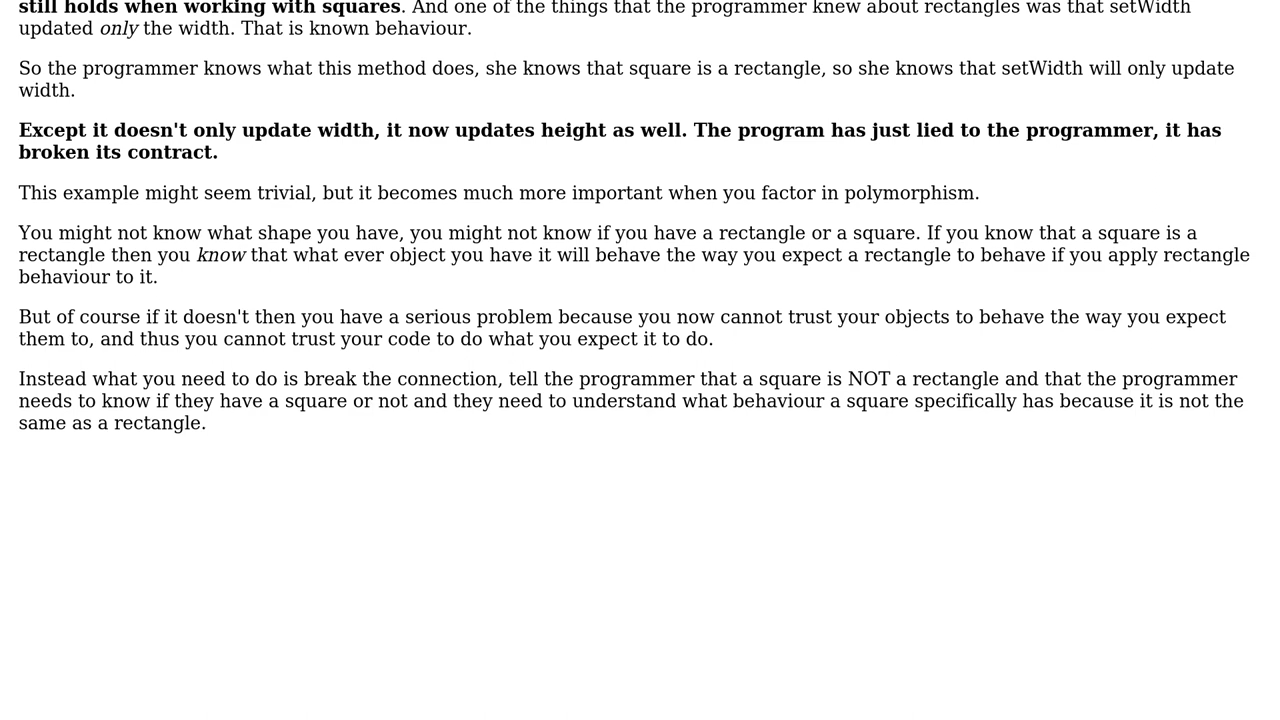 still holds when working with squares. And one of the things that the programmer knew about rectangles was that setWidth
updated only the width. That is known behaviour.
So the programmer knows what this method does, she knows that square is a rectangle, so she knows that setWidth will only update
width.
Except it doesn't only update width, it now updates height as well. The program has just lied to the programmer, it has
broken its contract.
This example might seem trivial, but it becomes much more important when you factor in polymorphism.
You might not know what shape you have, you might not know if you have a rectangle or a square. If you know that a square is a
rectangle then you know that what ever object you have it will behave the way you expect a rectangle to behave if you apply rectangle
behaviour to it.
But of course if it doesn't then you have a serious problem because you now cannot trust your objects to behave the way you expect
them to, and thus you cannot trust your code to do what you expect it to do.
Instead what you need to do is break the connection, tell the programmer that a square is NOT a rectangle and that the programmer
needs to know if they have a square or not and they need to understand what behaviour a square specifically has because it is not the
same as a rectangle.